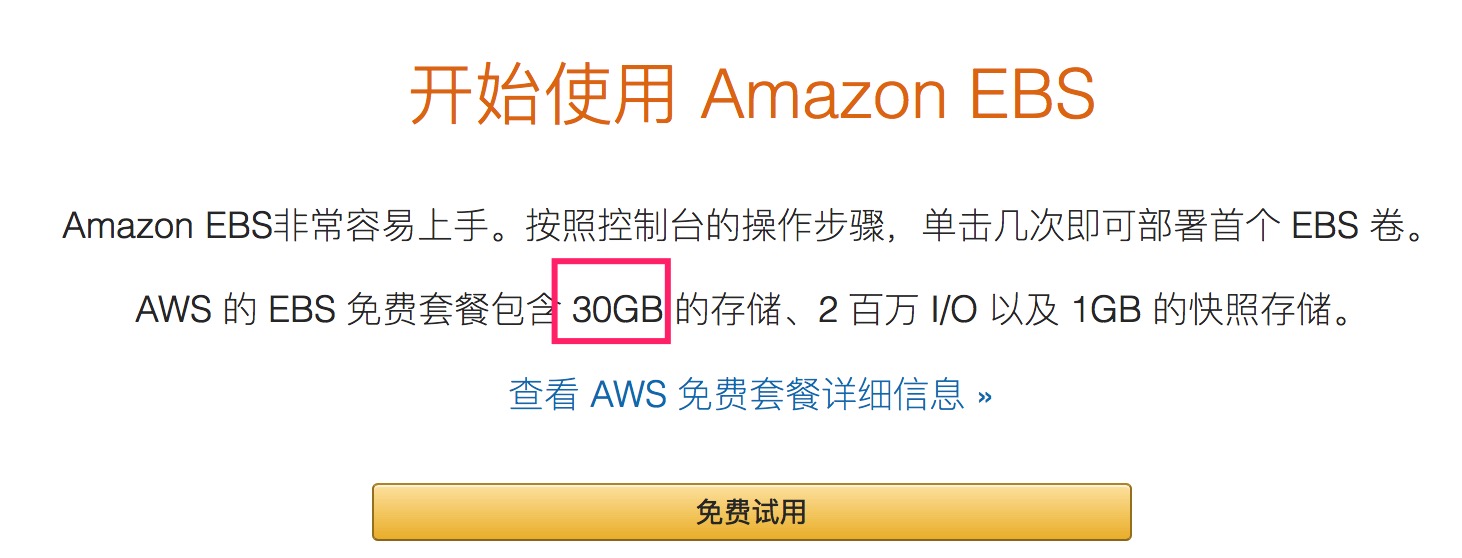 开始使用 Amazon EBS
Amazon EBS非常容易上手。按照控制台的操作步骤，单击几次即可部署首个 EBS 卷。
AWS 的 EBS 免费套餐包含 30GB 的存储、2 百万 I/O 以及 1GB 的快照存储。
查看 AWS 免费套餐详细信息 »
免费试用